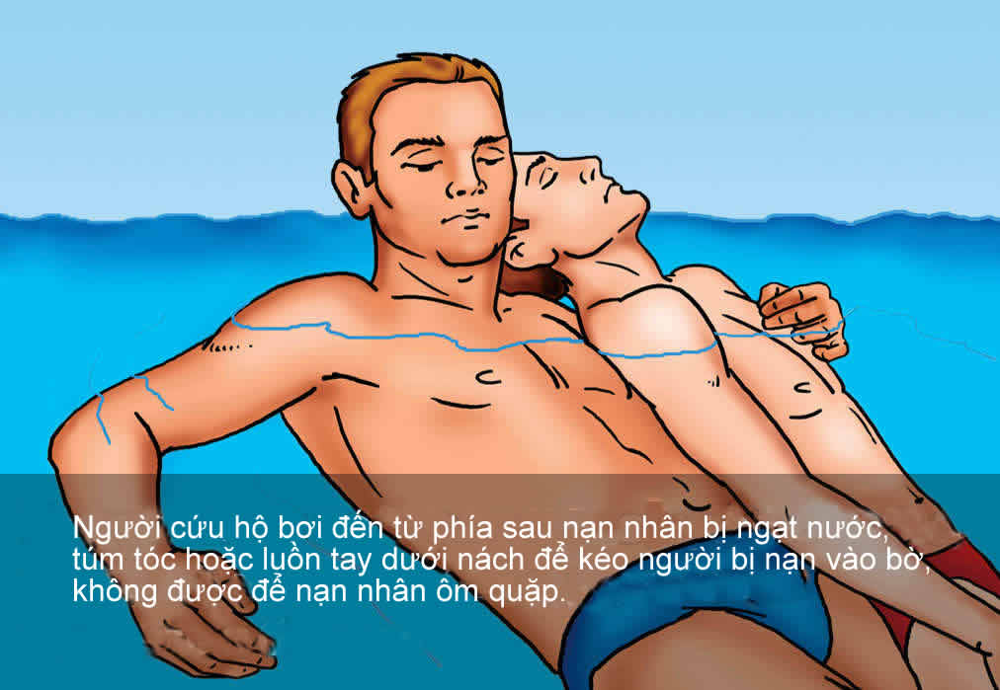 Người cứu hộ bơi đến từ phía sau nạn nhân bị ngạt nước,
túm tóc hoặc luồn tay dưới nách để kéo người bị nạn vào bờ,
không được để nạn nhân ôm quặp.